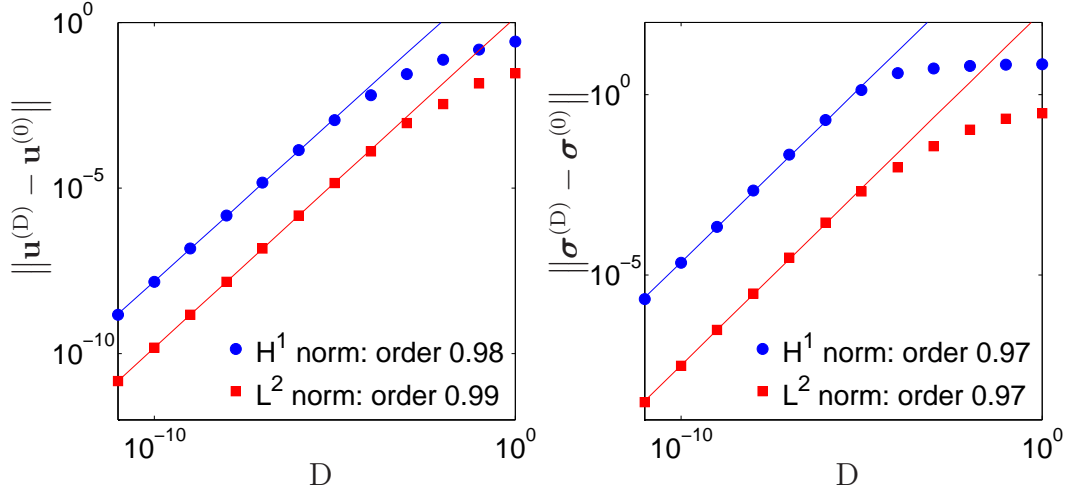 10^0
10^-5
10^-10
‖u^(D) − u^(0)‖
H^1 norm: order 0.98
L^2 norm: order 0.99
10^-10
10^0
D
10^0
10^-5
‖σ^(D) − σ^(0)‖
H^1 norm: order 0.97
L^2 norm: order 0.97
10^-10
10^0
D